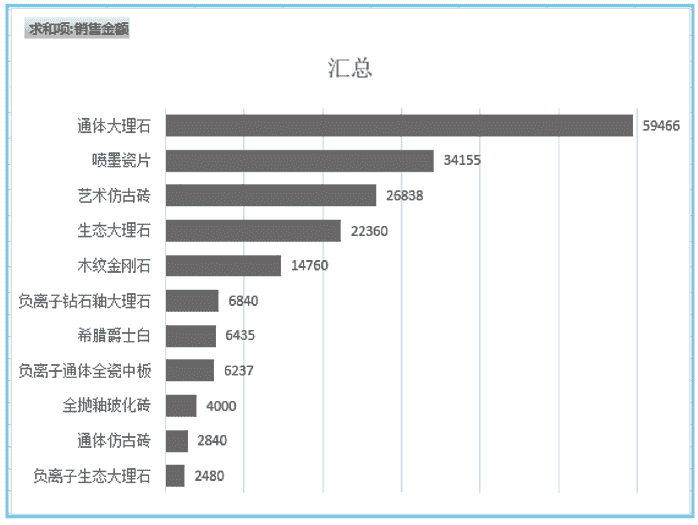 求和项:销售金额
汇总
通体大理石 59466
喷墨瓷片 34155
艺术仿古砖 26838
生态大理石 22360
木纹金刚石 14760
负离子钻石釉大理石 6840
希腊爵士白 6435
负离子通体全瓷中板 6237
全抛釉玻化砖 4000
通体仿古砖 2840
负离子生态大理石 2480